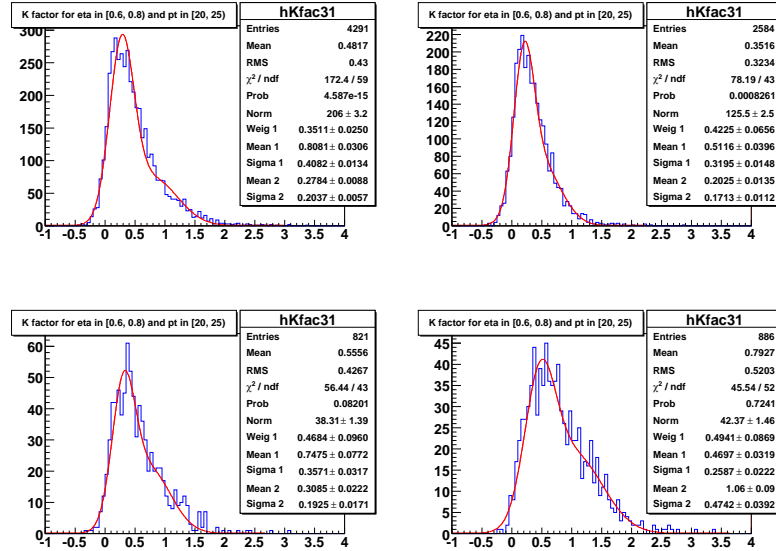 K factor for eta in [0.6, 0.8) and pt in [20, 25)
hKfac31
Entries 4291
Mean 0.4817
RMS 0.43
χ² / ndf 172.4 / 59
Prob 4.587e-15
Norm 206 ± 3.2
Weig 1 0.3511 ± 0.0250
Mean 1 0.8081 ± 0.0306
Sigma 1 0.4082 ± 0.0134
Mean 2 0.2784 ± 0.0088
Sigma 2 0.2037 ± 0.0057
300
250
200
150
100
50
0
-1 -0.5 0 0.5 1 1.5 2 2.5 3 3.5 4
K factor for eta in [0.6, 0.8) and pt in [20, 25)
hKfac31
Entries 2584
Mean 0.3516
RMS 0.3234
χ² / ndf 78.19 / 43
Prob 0.0008261
Norm 125.5 ± 2.5
Weig 1 0.4225 ± 0.0656
Mean 1 0.5116 ± 0.0396
Sigma 1 0.3195 ± 0.0148
Mean 2 0.2025 ± 0.0135
Sigma 2 0.1713 ± 0.0112
220
200
180
160
140
120
100
80
60
40
20
0
-1 -0.5 0 0.5 1 1.5 2 2.5 3 3.5 4
K factor for eta in [0.6, 0.8) and pt in [20, 25)
hKfac31
Entries 821
Mean 0.5556
RMS 0.4267
χ² / ndf 56.44 / 43
Prob 0.08201
Norm 38.31 ± 1.39
Weig 1 0.4684 ± 0.0960
Mean 1 0.7475 ± 0.0772
Sigma 1 0.3571 ± 0.0317
Mean 2 0.3085 ± 0.0222
Sigma 2 0.1925 ± 0.0171
60
50
40
30
20
10
0
-1 -0.5 0 0.5 1 1.5 2 2.5 3 3.5 4
K factor for eta in [0.6, 0.8) and pt in [20, 25)
hKfac31
Entries 886
Mean 0.7927
RMS 0.5203
χ² / ndf 45.54 / 52
Prob 0.7241
Norm 42.37 ± 1.46
Weig 1 0.4941 ± 0.0869
Mean 1 0.4697 ± 0.0319
Sigma 1 0.2587 ± 0.0222
Mean 2 1.06 ± 0.09
Sigma 2 0.4742 ± 0.0392
45
40
35
30
25
20
15
10
5
0
-1 -0.5 0 0.5 1 1.5 2 2.5 3 3.5 4